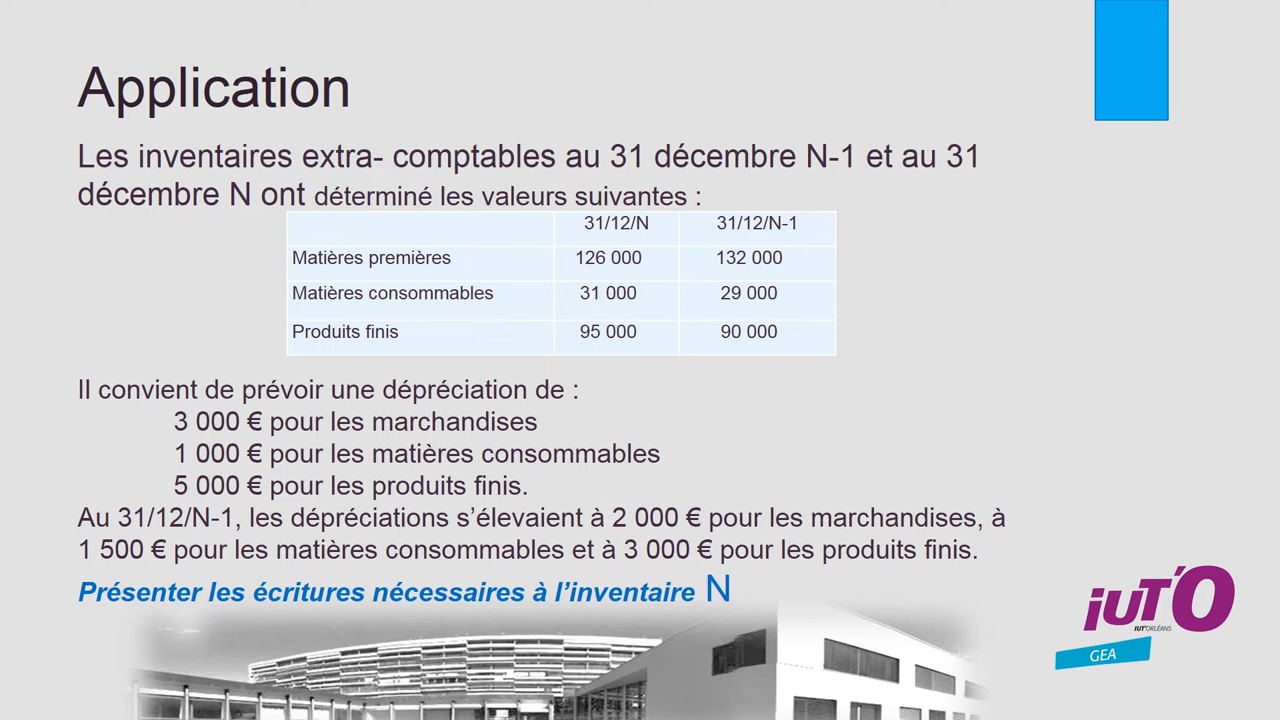 Application
Les inventaires extra- comptables au 31 décembre N-1 et au 31
décembre N ont déterminé les valeurs suivantes :
31/12/N 31/12/N-1
Matières premières 126 000 132 000
Matières consommables 31 000 29 000
Produits finis 95 000 90 000
Il convient de prévoir une dépréciation de :
3 000 € pour les marchandises
1 000 € pour les matières consommables
5 000 € pour les produits finis.
Au 31/12/N-1, les dépréciations s’élevaient à 2 000 € pour les marchandises, à
1 500 € pour les matières consommables et à 3 000 € pour les produits finis.
Présenter les écritures nécessaires à l’inventaire N
iUT'O
IUT'ORLÉANS
GEA